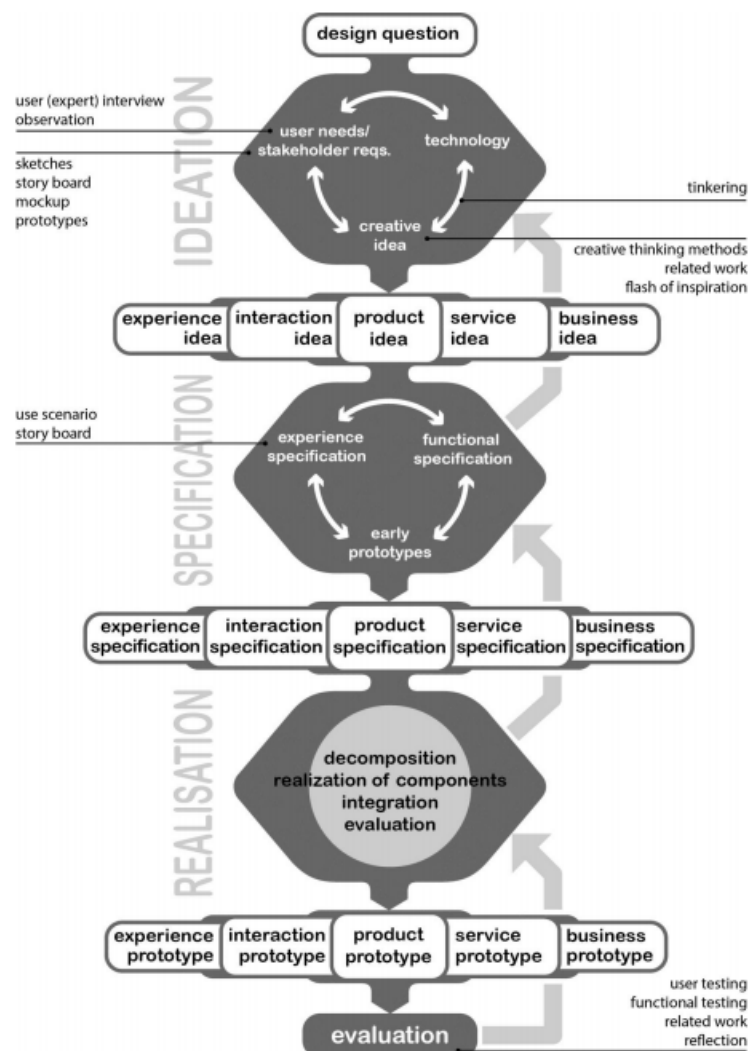 design question
IDEATION
user (expert) interview
observation
user needs/
stakeholder reqs.
technology
sketches
story board
mockup
prototypes
tinkering
creative
idea
creative thinking methods
related work
flash of inspiration
experience
idea
interaction
idea
product
idea
service
idea
business
idea
SPECIFICATION
use scenario
story board
experience
specification
functional
specification
early
prototypes
experience
specification
interaction
specification
product
specification
service
specification
business
specification
REALISATION
decomposition
realization of components
integration
evaluation
experience
prototype
interaction
prototype
product
prototype
service
prototype
business
prototype
evaluation
user testing
functional testing
related work
reflection